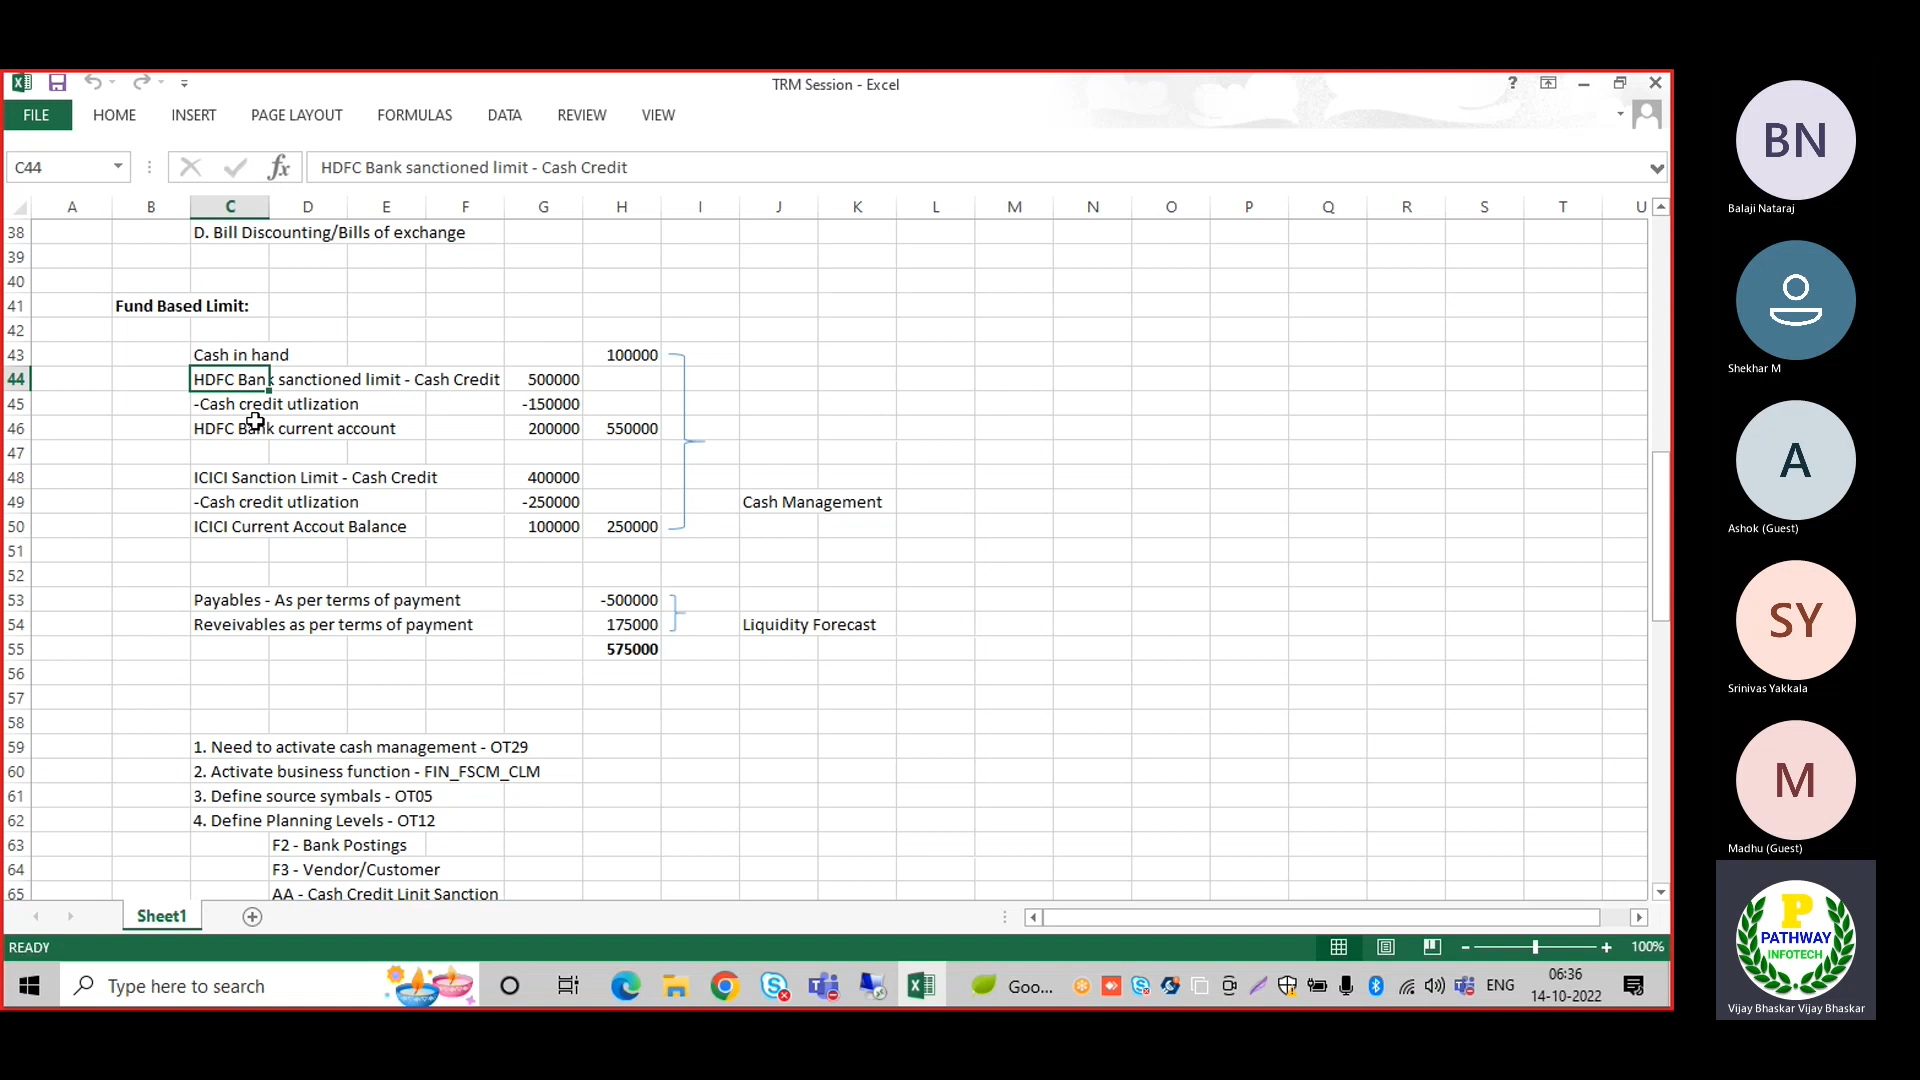 TRM Session - Excel
?
FILE HOME INSERT PAGE LAYOUT FORMULAS DATA REVIEW VIEW
C44 fx HDFC Bank sanctioned limit - Cash Credit
A B C D E F G H I J K L M N O P Q R S T U
38 D. Bill Discounting/Bills of exchange
39
40
41 Fund Based Limit:
42
43 Cash in hand 100000
44 HDFC Bank sanctioned limit - Cash Credit 500000
45 -Cash credit utlization -150000
46 HDFC Bank current account 200000 550000
47
48 ICICI Sanction Limit - Cash Credit 400000
49 -Cash credit utlization -250000 Cash Management
50 ICICI Current Accout Balance 100000 250000
51
52
53 Payables - As per terms of payment -500000
54 Reveivables as per terms of payment 175000 Liquidity Forecast
55 575000
56
57
58
59 1. Need to activate cash management - OT29
60 2. Activate business function - FIN_FSCM_CLM
61 3. Define source symbals - OT05
62 4. Define Planning Levels - OT12
63 F2 - Bank Postings
64 F3 - Vendor/Customer
65 AA - Cash Credit Linit Sanction
Sheet1
READY 100%
Type here to search Goo... ENG 06:36
14-10-2022
BN
Balaji Nataraj
Shekhar M
A
Ashok (Guest)
SY
Srinivas Yakkala
M
Madhu (Guest)
P
PATHWAY
INFOTECH
Vijay Bhaskar Vijay Bhaskar